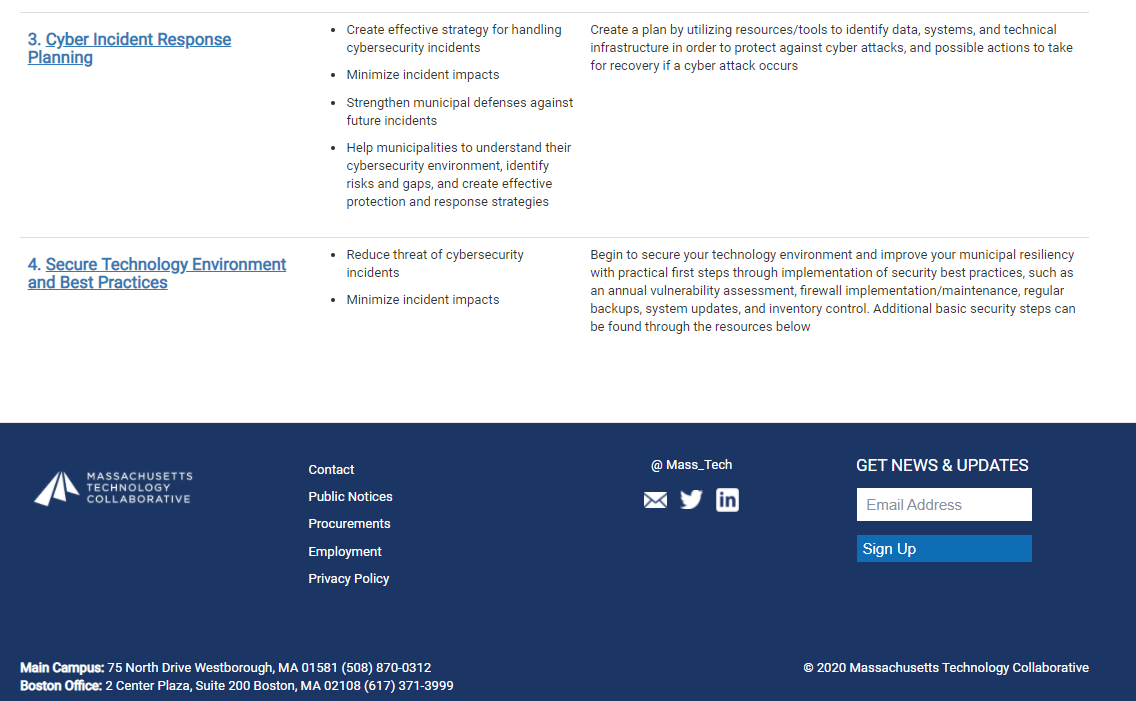 3. Cyber Incident Response
Planning
• Create effective strategy for handling
cybersecurity incidents
• Minimize incident impacts
• Strengthen municipal defenses against
future incidents
• Help municipalities to understand their
cybersecurity environment, identify
risks and gaps, and create effective
protection and response strategies
Create a plan by utilizing resources/tools to identify data, systems, and technical
infrastructure in order to protect against cyber attacks, and possible actions to take
for recovery if a cyber attack occurs
4. Secure Technology Environment
and Best Practices
• Reduce threat of cybersecurity
incidents
• Minimize incident impacts
Begin to secure your technology environment and improve your municipal resiliency
with practical first steps through implementation of security best practices, such as
an annual vulnerability assessment, firewall implementation/maintenance, regular
backups, system updates, and inventory control. Additional basic security steps can
be found through the resources below
MASSACHUSETTS
TECHNOLOGY
COLLABORATIVE
Contact
Public Notices
Procurements
Employment
Privacy Policy
@ Mass_Tech
in
GET NEWS & UPDATES
Email Address
Sign Up
Main Campus: 75 North Drive Westborough, MA 01581 (508) 870-0312
Boston Office: 2 Center Plaza, Suite 200 Boston, MA 02108 (617) 371-3999
© 2020 Massachusetts Technology Collaborative